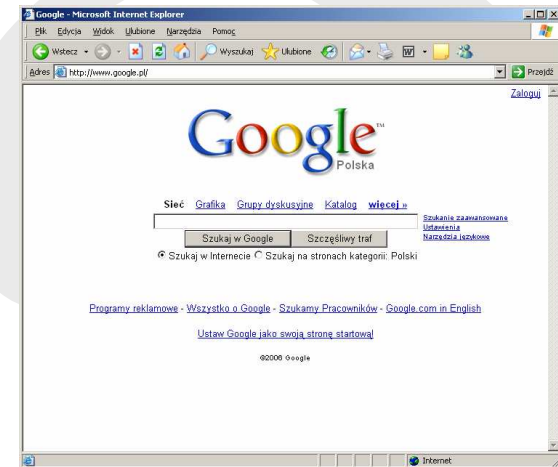 Google - Microsoft Internet Explorer
Plik Edycja Widok Ulubione Narzędzia Pomoc
Wstecz Wyszukaj Ulubione
Adres http://www.google.pl/ Przejdź
Zaloguj
Google™
Polska
Sieć Grafika Grupy dyskusyjne Katalog więcej »
Szukanie zaawansowane
Ustawienia
Narzędzia językowe
Szukaj w Google Szczęśliwy traf
Szukaj w Internecie Szukaj na stronach kategorii: Polski
Programy reklamowe - Wszystko o Google - Szukamy Pracowników - Google.com in English
Ustaw Google jako swoją stronę startową!
©2006 Google
Internet